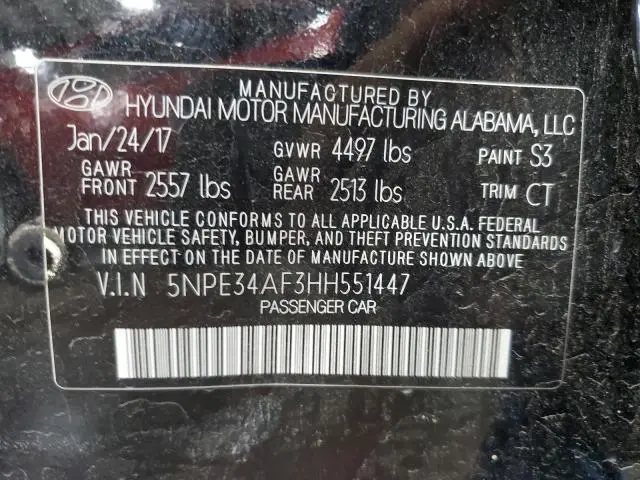 MANUFACTURED BY
HYUNDAI MOTOR MANUFACTURING ALABAMA, LLC
Jan/24/17 GVWR 4497 lbs PAINT S3
GAWR FRONT 2557 lbs GAWR REAR 2513 lbs TRIM CT
THIS VEHICLE CONFORMS TO ALL APPLICABLE U.S.A. FEDERAL
MOTOR VEHICLE SAFETY, BUMPER, AND THEFT PREVENTION STANDARDS
IN EFFECT ON THE DATE OF MANUFACTURE SHOWN ABOVE
V.I.N 5NPE34AF3HH551447
PASSENGER CAR